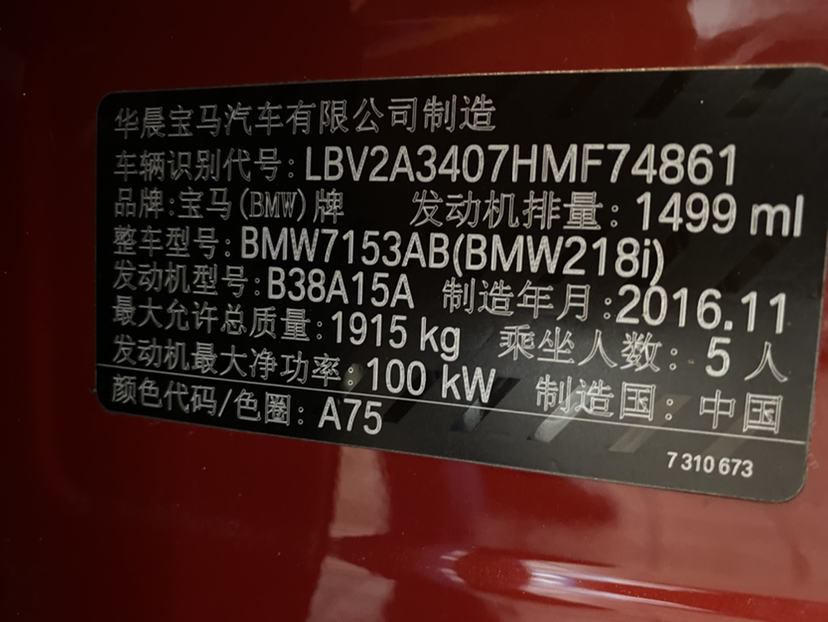 华晨宝马汽车有限公司制造
车辆识别代号:LBV2A3407HMF74861
品牌:宝马(BMW)牌 发动机排量:1499 ml
整车型号:BMW7153AB(BMW218i)
发动机型号:B38A15A 制造年月:2016.11
最大允许总质量:1915 kg 乘坐人数:5 人
发动机最大净功率:100 kW 制造国:中国
颜色代码/色圈:A75
7 310 673